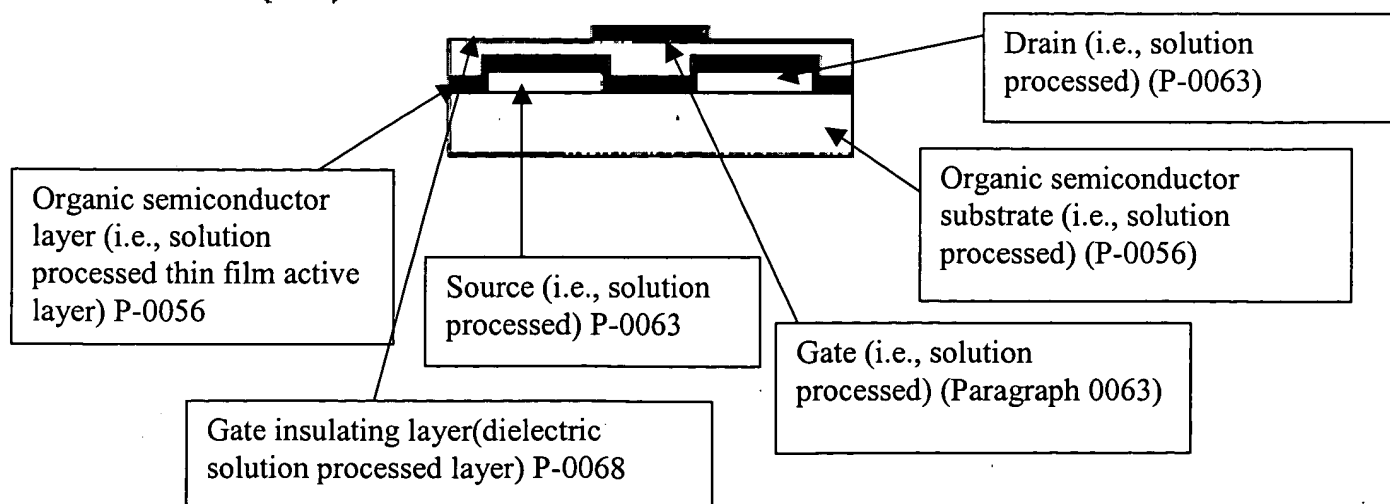 Drain (i.e., solution
processed) (P-0063)
Organic semiconductor
layer (i.e., solution
processed thin film active
layer) P-0056
Organic semiconductor
substrate (i.e., solution
processed) (P-0056)
Source (i.e., solution
processed) P-0063
Gate (i.e., solution
processed) (Paragraph 0063)
Gate insulating layer(dielectric
solution processed layer) P-0068